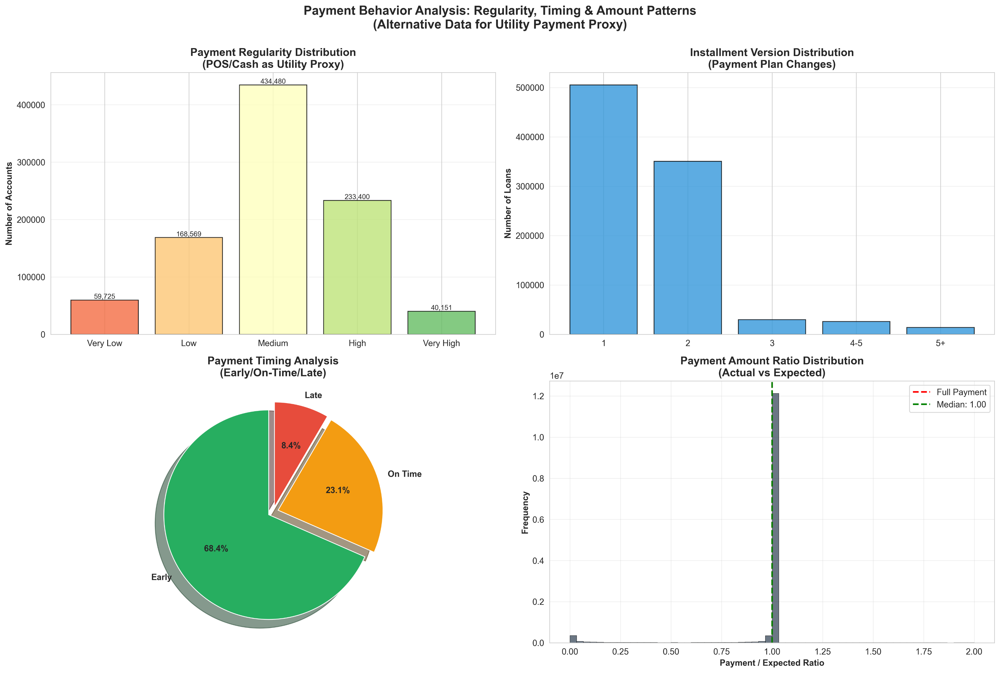 Payment Behavior Analysis: Regularity, Timing & Amount Patterns
(Alternative Data for Utility Payment Proxy)
Payment Regularity Distribution
(POS/Cash as Utility Proxy)
Number of Accounts
400000
300000
200000
100000
0
59,725
168,569
434,480
233,400
40,151
Very Low
Low
Medium
High
Very High
Installment Version Distribution
(Payment Plan Changes)
Number of Loans
500000
400000
300000
200000
100000
0
1
2
3
4-5
5+
Payment Timing Analysis
(Early/On-Time/Late)
Late
8.4%
On Time
23.1%
68.4%
Early
Payment Amount Ratio Distribution
(Actual vs Expected)
1e7
Frequency
1.2
1.0
0.8
0.6
0.4
0.2
0.0
Full Payment
Median: 1.00
0.00
0.25
0.50
0.75
1.00
1.25
1.50
1.75
2.00
Payment / Expected Ratio